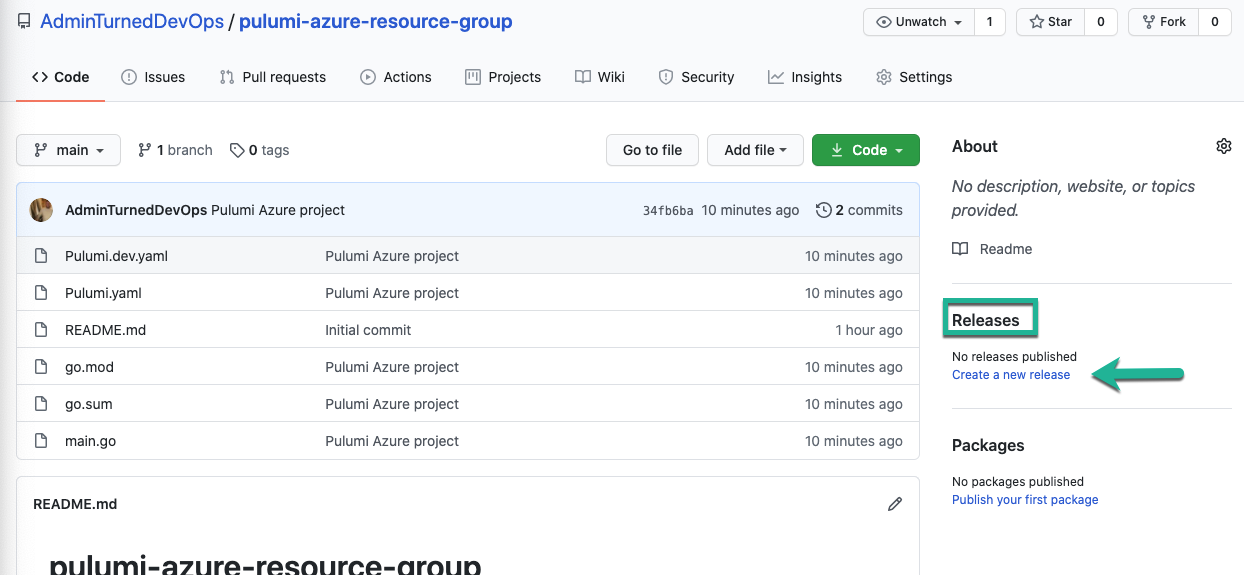 AdminTurnedDevOps / pulumi-azure-resource-group
Unwatch 1 Star 0 Fork 0
Code Issues Pull requests Actions Projects Wiki Security Insights Settings
main 1 branch 0 tags Go to file Add file Code
AdminTurnedDevOps Pulumi Azure project 34fb6ba 10 minutes ago 2 commits
Pulumi.dev.yaml Pulumi Azure project 10 minutes ago
Pulumi.yaml Pulumi Azure project 10 minutes ago
README.md Initial commit 1 hour ago
go.mod Pulumi Azure project 10 minutes ago
go.sum Pulumi Azure project 10 minutes ago
main.go Pulumi Azure project 10 minutes ago
README.md
pulumi-azure-resource-group
About
No description, website, or topics
provided.
Readme
Releases
No releases published
Create a new release
Packages
No packages published
Publish your first package